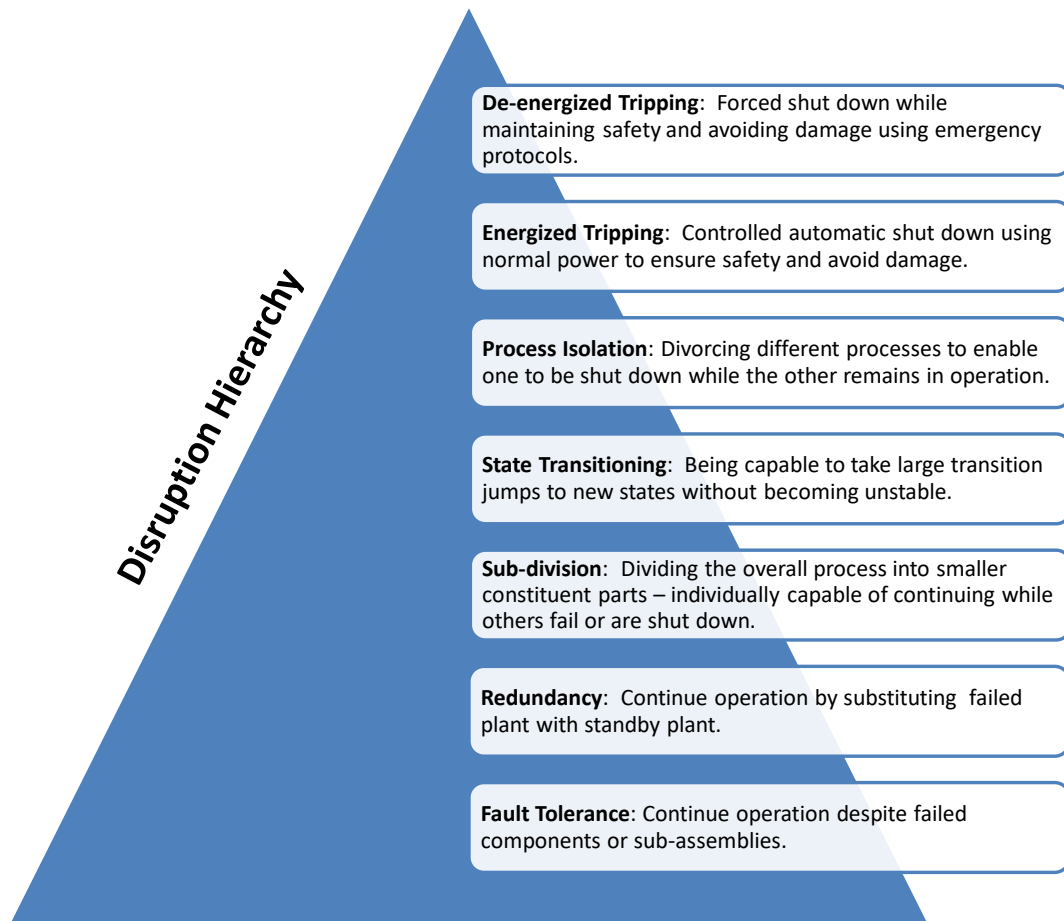 Disruption Hierarchy
De-energized Tripping:  Forced shut down while
maintaining safety and avoiding damage using emergency
protocols.
Energized Tripping:  Controlled automatic shut down using
normal power to ensure safety and avoid damage.
Process Isolation: Divorcing different processes to enable
one to be shut down while the other remains in operation.
State Transitioning:  Being capable to take large transition
jumps to new states without becoming unstable.
Sub-division:  Dividing the overall process into smaller
constituent parts – individually capable of continuing while
others fail or are shut down.
Redundancy:  Continue operation by substituting  failed
plant with standby plant.
Fault Tolerance: Continue operation despite failed
components or sub-assemblies.